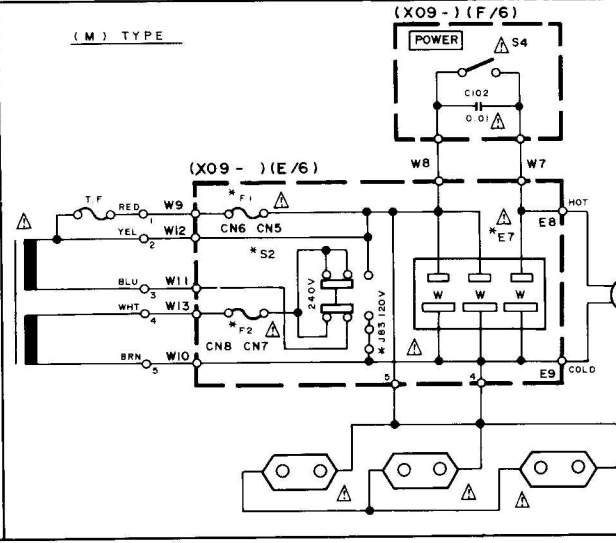 (X09- )(F/6)
(M) TYPE
POWER
S4
C102
0.01
W8
W7
(X09- )(E/6)
T.F
RED
1
W9
* F1
HOT
E8
CN6 CN5
YEL
2
W12
* E7
* S2
BLU
3
W11
240V
W W W
WHT
4
W13
* F2
* J83 120V
CN8 CN7
BRN
5
W10
E9
COLD
5
4